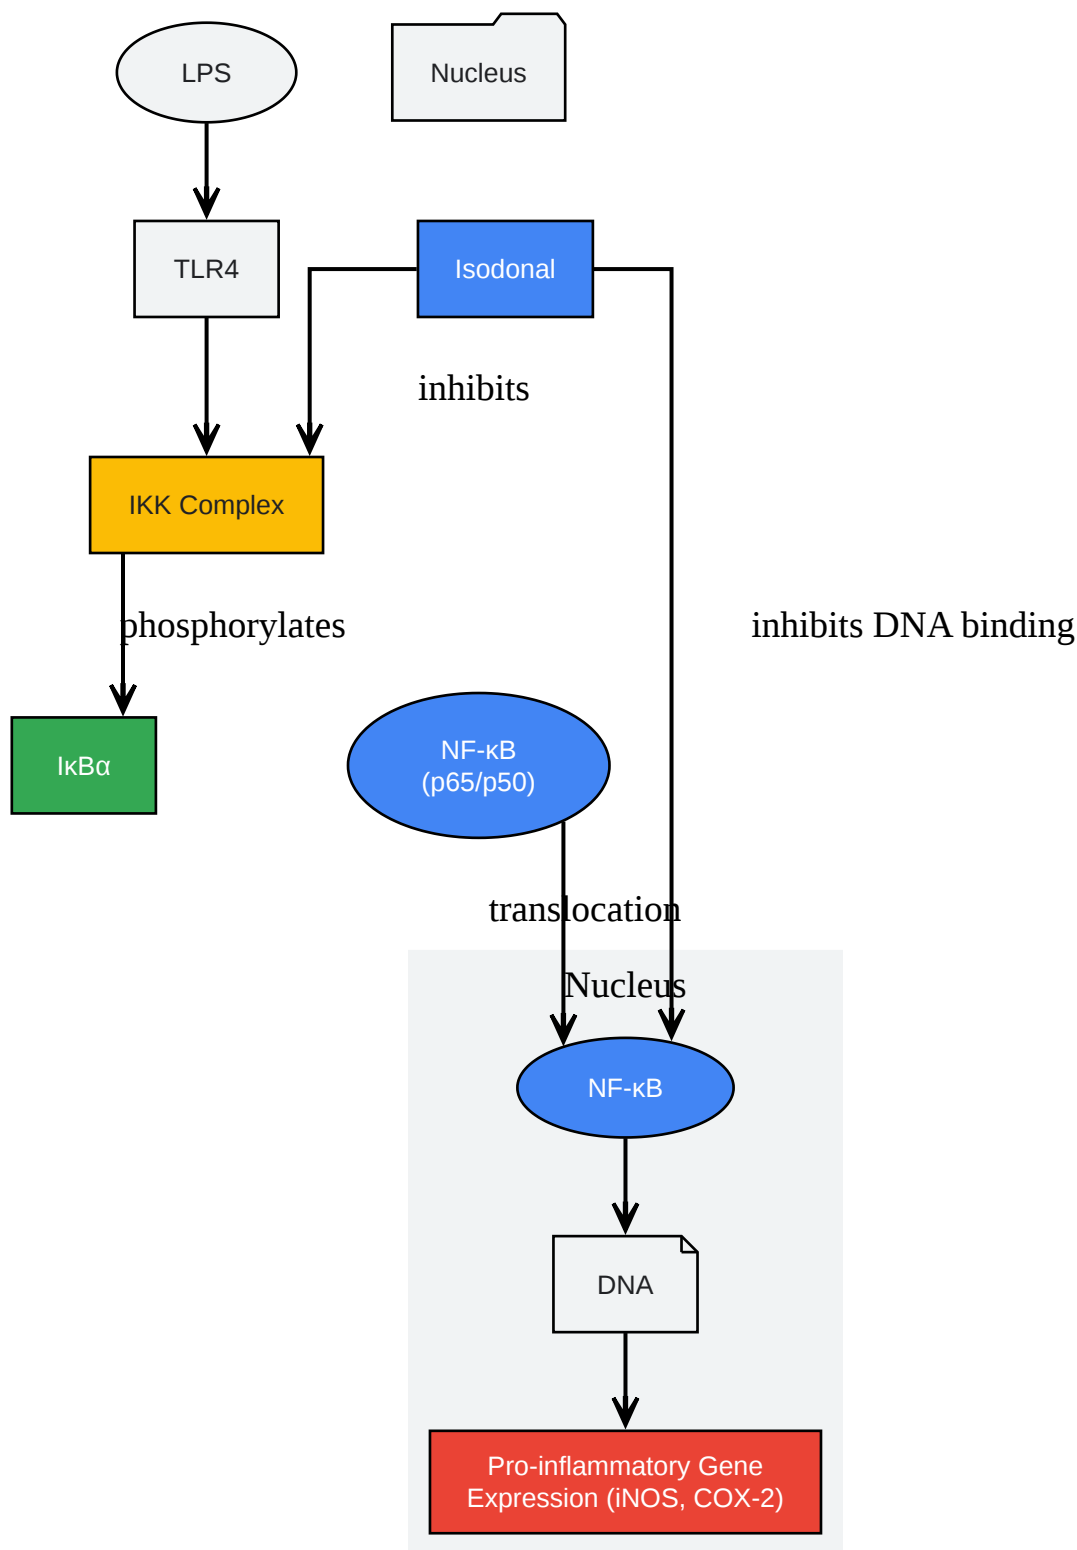 LPS
Nucleus
TLR4
Isodonal
inhibits
IKK Complex
phosphorylates
inhibits DNA binding
IκBα
NF-κB
(p65/p50)
translocation
Nucleus
NF-κB
DNA
Pro-inflammatory Gene
Expression (iNOS, COX-2)